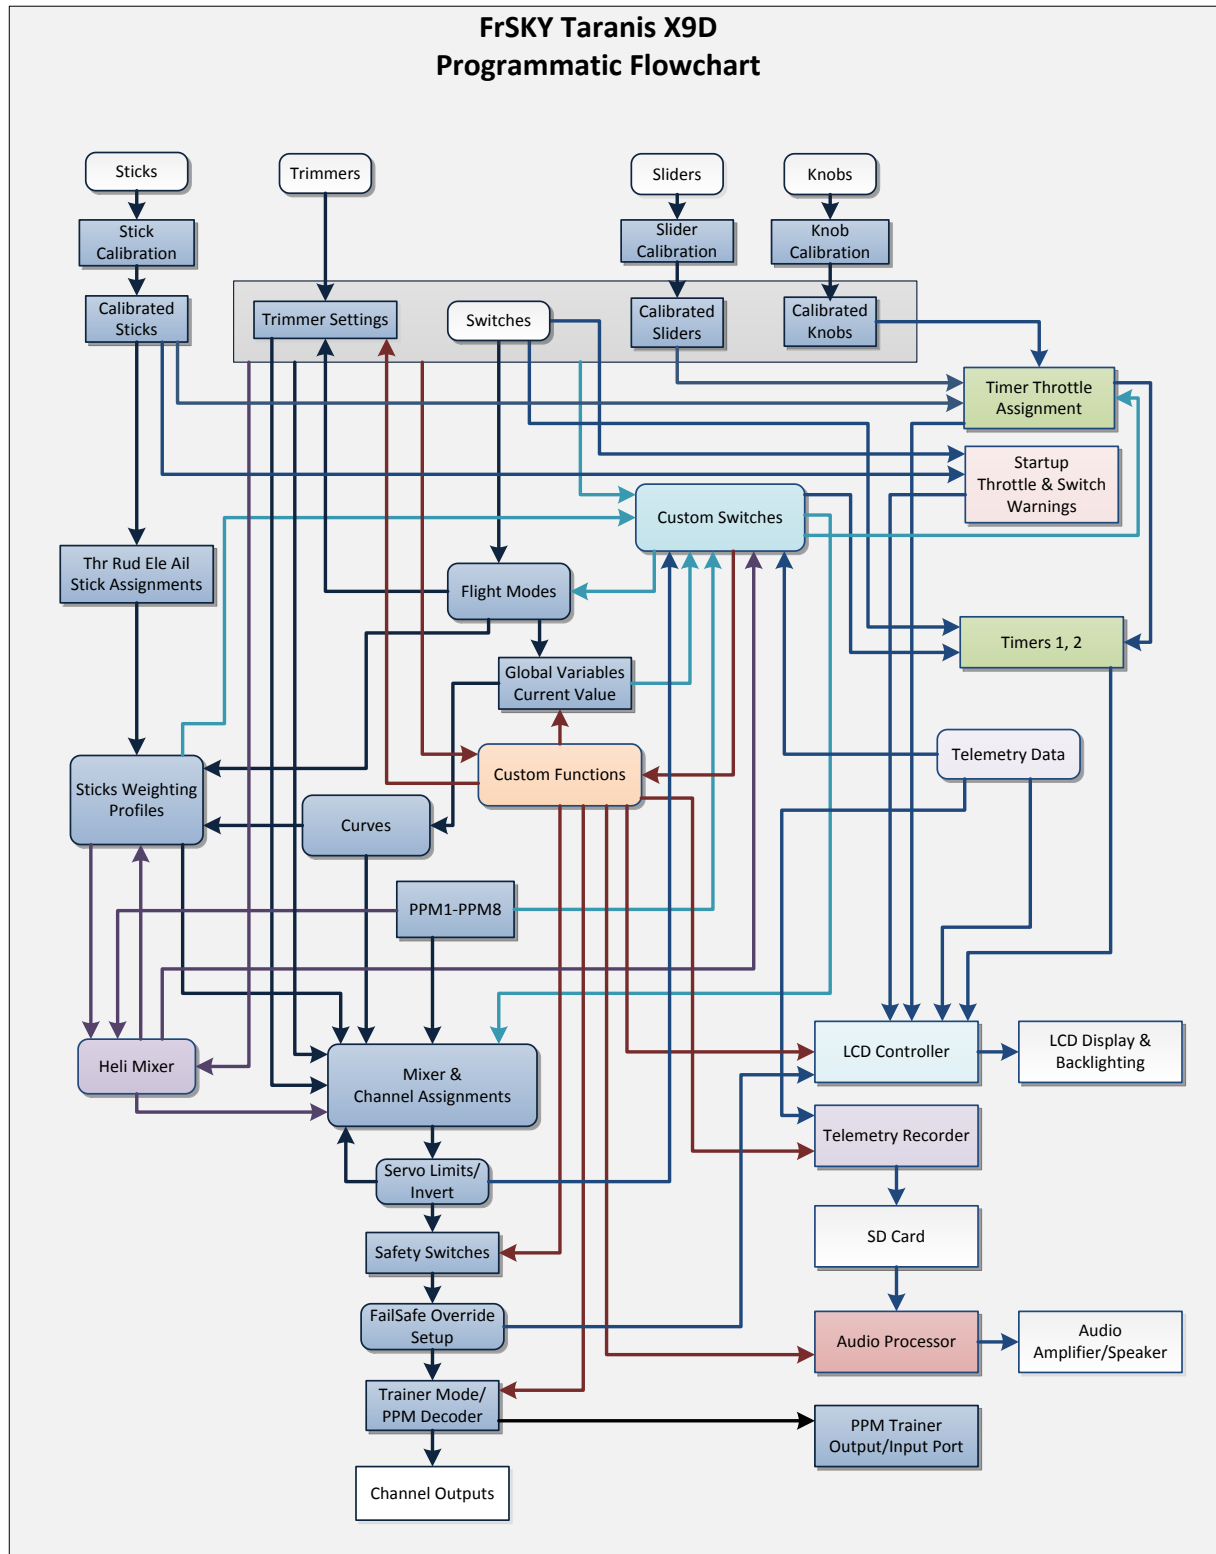 FrSKY Taranis X9D
Programmatic Flowchart
Sticks
Trimmers
Sliders
Knobs
Stick
Calibration
Slider
Calibration
Knob
Calibration
Calibrated
Sticks
Trimmer Settings
Switches
Calibrated
Sliders
Calibrated
Knobs
Timer Throttle
Assignment
Startup
Throttle & Switch
Warnings
Custom Switches
Thr Rud Ele Ail
Stick Assignments
Flight Modes
Timers 1, 2
Global Variables
Current Value
Telemetry Data
Custom Functions
Sticks Weighting
Profiles
Curves
PPM1-PPM8
LCD Controller
LCD Display &
Backlighting
Heli Mixer
Mixer &
Channel Assignments
Telemetry Recorder
Servo Limits/
Invert
SD Card
Safety Switches
FailSafe Override
Setup
Audio Processor
Audio
Amplifier/Speaker
Trainer Mode/
PPM Decoder
PPM Trainer
Output/Input Port
Channel Outputs